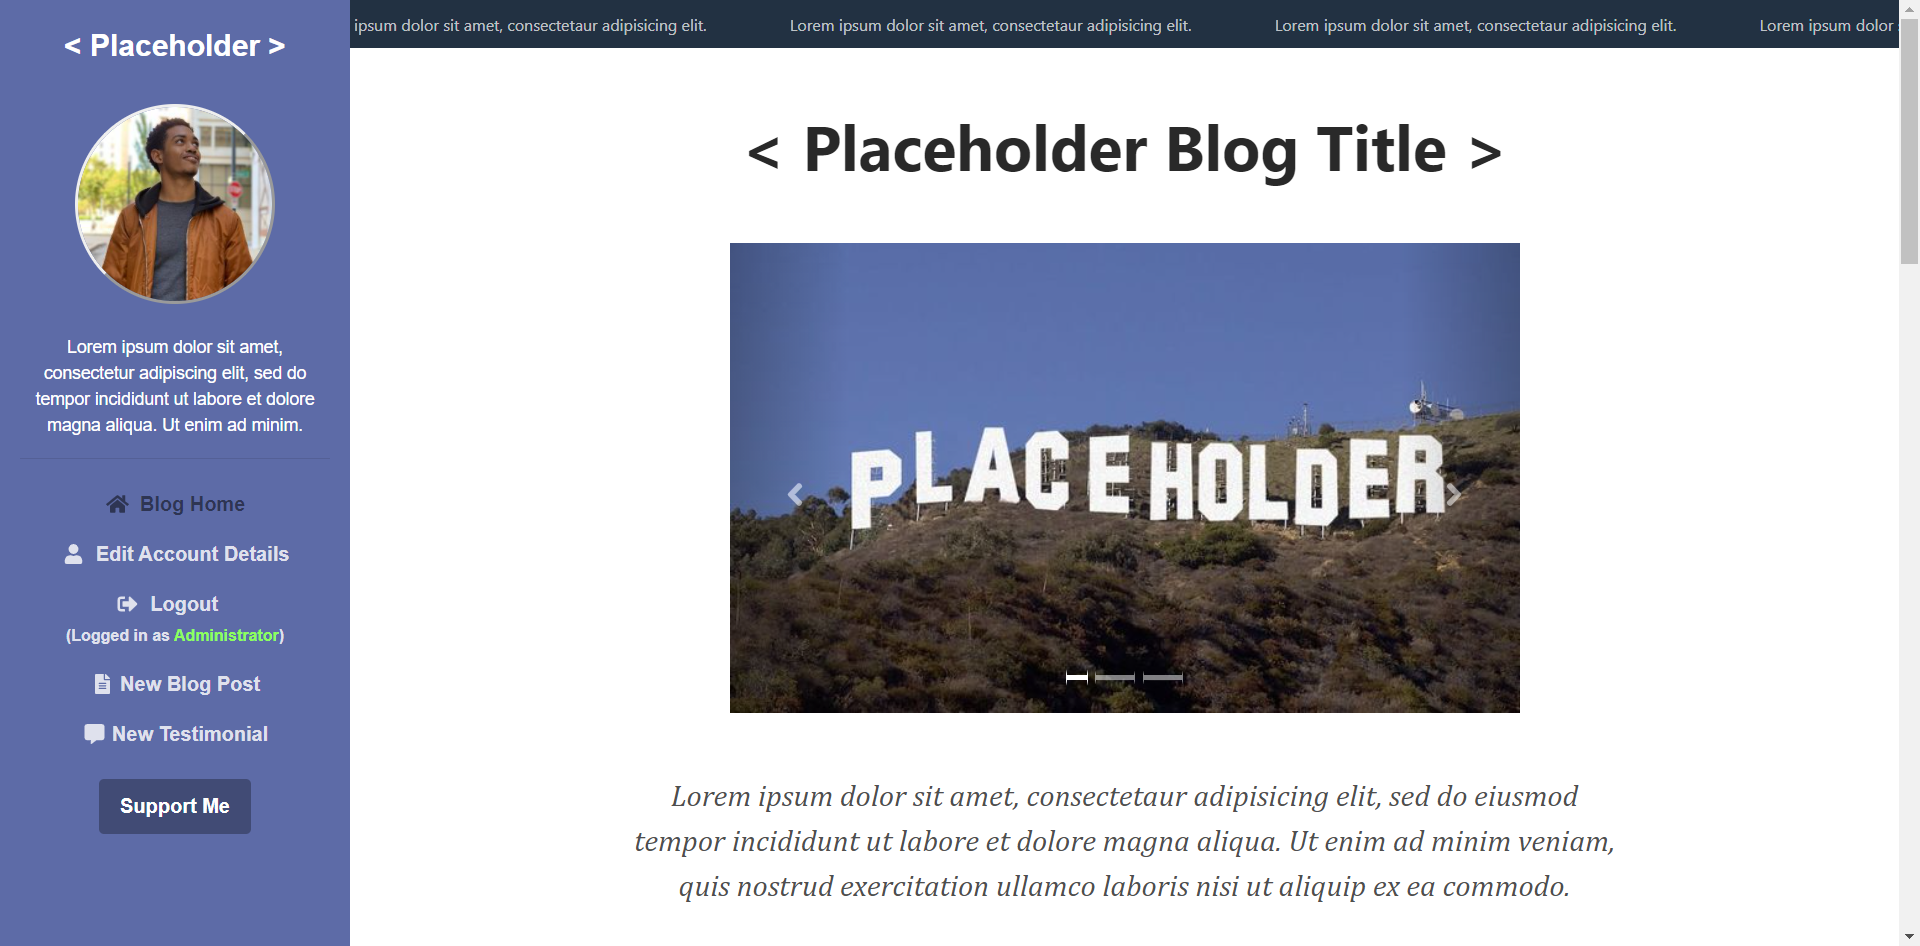 < Placeholder >
Lorem ipsum dolor sit amet,
consectetur adipiscing elit, sed do
tempor incididunt ut labore et dolore
magna aliqua. Ut enim ad minim.
Blog Home
Edit Account Details
Logout
(Logged in as Administrator)
New Blog Post
New Testimonial
Support Me
ipsum dolor sit amet, consectetaur adipisicing elit. Lorem ipsum dolor sit amet, consectetaur adipisicing elit. Lorem ipsum dolor sit amet, consectetaur adipisicing elit. Lorem ipsum dolor
< Placeholder Blog Title >
PLACEHOLDER
Lorem ipsum dolor sit amet, consectetaur adipisicing elit, sed do eiusmod
tempor incididunt ut labore et dolore magna aliqua. Ut enim ad minim veniam,
quis nostrud exercitation ullamco laboris nisi ut aliquip ex ea commodo.